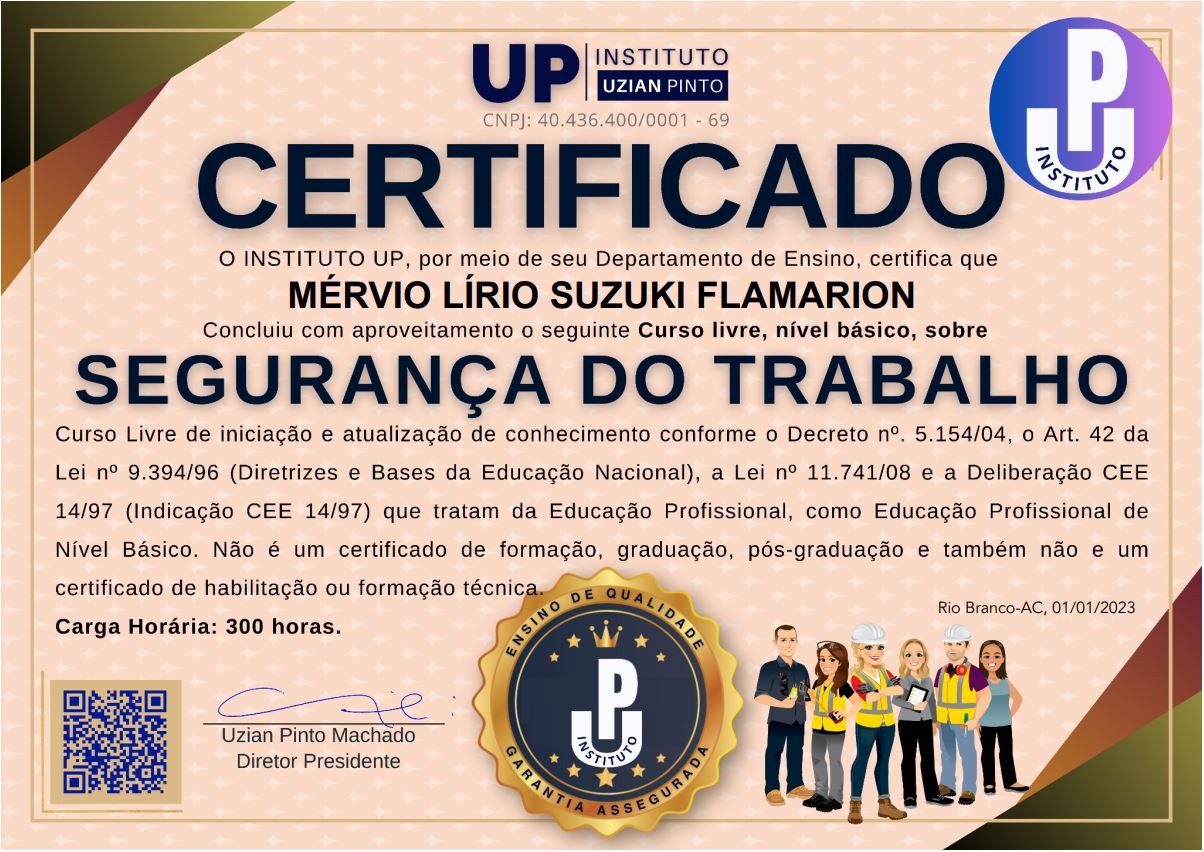 UP INSTITUTO
UZIAN PINTO
CNPJ: 40.436.400/0001 - 69
UP
INSTITUTO
CERTIFICADO
O INSTITUTO UP, por meio de seu Departamento de Ensino, certifica que
MÉRVIO LÍRIO SUZUKI FLAMARION
Concluiu com aproveitamento o seguinte Curso livre, nível básico, sobre
SEGURANÇA DO TRABALHO
Curso Livre de iniciação e atualização de conhecimento conforme o Decreto nº. 5.154/04, o Art. 42 da
Lei nº 9.394/96 (Diretrizes e Bases da Educação Nacional), a Lei nº 11.741/08 e a Deliberação CEE
14/97 (Indicação CEE 14/97) que tratam da Educação Profissional, como Educação Profissional de
Nível Básico. Não é um certificado de formação, graduação, pós-graduação e também não e um
certificado de habilitação ou formação técnica.
Carga Horária: 300 horas.
Rio Branco-AC, 01/01/2023
ENSINO DE QUALIDADE
UP
INSTITUTO
GARANTIA ASSEGURADA
Uzian Pinto Machado
Diretor Presidente